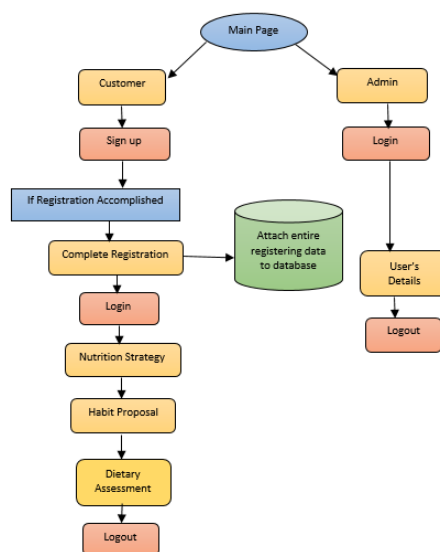 Main Page
Customer
Admin
Sign up
Login
If Registration Accomplished
Attach entire
registering data
to database
Complete Registration
User's
Details
Login
Logout
Nutrition Strategy
Habit Proposal
Dietary
Assessment
Logout